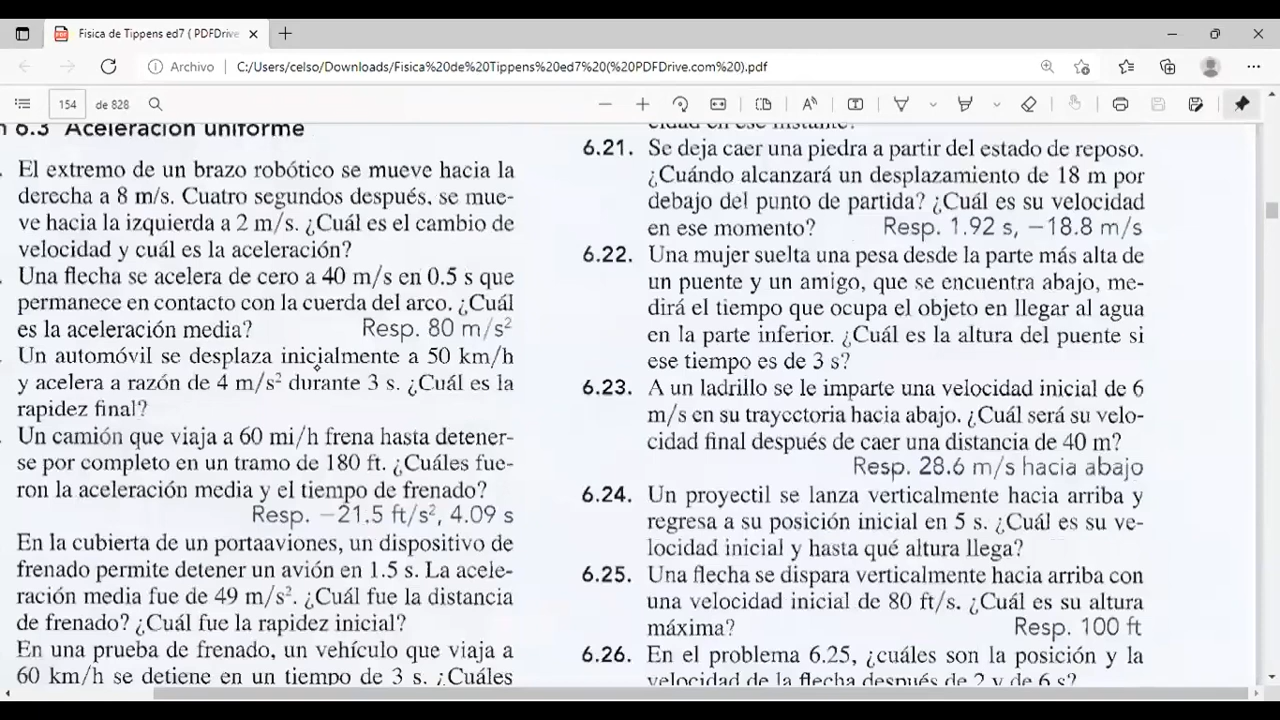 Fisica de Tippens ed7 ( PDFDrive
Archivo
C:/Users/celso/Downloads/Fisica%20de%20Tippens%20ed7%20(%20PDFDrive.com%20).pdf
154 de 828
n 6.3 Aceleración uniforme
. El extremo de un brazo robótico se mueve hacia la
derecha a 8 m/s. Cuatro segundos después, se mue-
ve hacia la izquierda a 2 m/s. ¿Cuál es el cambio de
velocidad y cuál es la aceleración?
. Una flecha se acelera de cero a 40 m/s en 0.5 s que
permanece en contacto con la cuerda del arco. ¿Cuál
es la aceleración media? Resp. 80 m/s²
. Un automóvil se desplaza inicialmente a 50 km/h
y acelera a razón de 4 m/s² durante 3 s. ¿Cuál es la
rapidez final?
. Un camión que viaja a 60 mi/h frena hasta detener-
se por completo en un tramo de 180 ft. ¿Cuáles fue-
ron la aceleración media y el tiempo de frenado?
Resp. −21.5 ft/s², 4.09 s
En la cubierta de un portaaviones, un dispositivo de
frenado permite detener un avión en 1.5 s. La acele-
ración media fue de 49 m/s². ¿Cuál fue la distancia
de frenado? ¿Cuál fue la rapidez inicial?
En una prueba de frenado, un vehículo que viaja a
60 km/h se detiene en un tiempo de 3 s. ¿Cuáles
cidad en ese instante?
6.21. Se deja caer una piedra a partir del estado de reposo.
¿Cuándo alcanzará un desplazamiento de 18 m por
debajo del punto de partida? ¿Cuál es su velocidad
en ese momento? Resp. 1.92 s, −18.8 m/s
6.22. Una mujer suelta una pesa desde la parte más alta de
un puente y un amigo, que se encuentra abajo, me-
dirá el tiempo que ocupa el objeto en llegar al agua
en la parte inferior. ¿Cuál es la altura del puente si
ese tiempo es de 3 s?
6.23. A un ladrillo se le imparte una velocidad inicial de 6
m/s en su trayectoria hacia abajo. ¿Cuál será su velo-
cidad final después de caer una distancia de 40 m?
Resp. 28.6 m/s hacia abajo
6.24. Un proyectil se lanza verticalmente hacia arriba y
regresa a su posición inicial en 5 s. ¿Cuál es su ve-
locidad inicial y hasta qué altura llega?
6.25. Una flecha se dispara verticalmente hacia arriba con
una velocidad inicial de 80 ft/s. ¿Cuál es su altura
máxima? Resp. 100 ft
6.26. En el problema 6.25, ¿cuáles son la posición y la
velocidad de la flecha después de 2 y de 6 s?